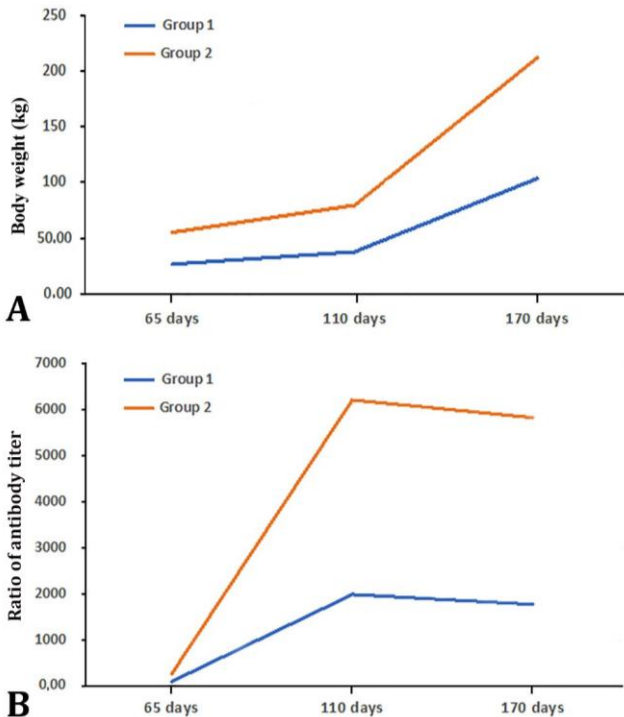 250
Group 1
Group 2
200
150
100
50.00
0.00
Body weight (kg)
A
65 days
110 days
170 days
7000
Group 1
6000
Group 2
5000
4000
3000
2000
1000
0,00
Ratio of antibody titer
B
65 days
110 days
170 days